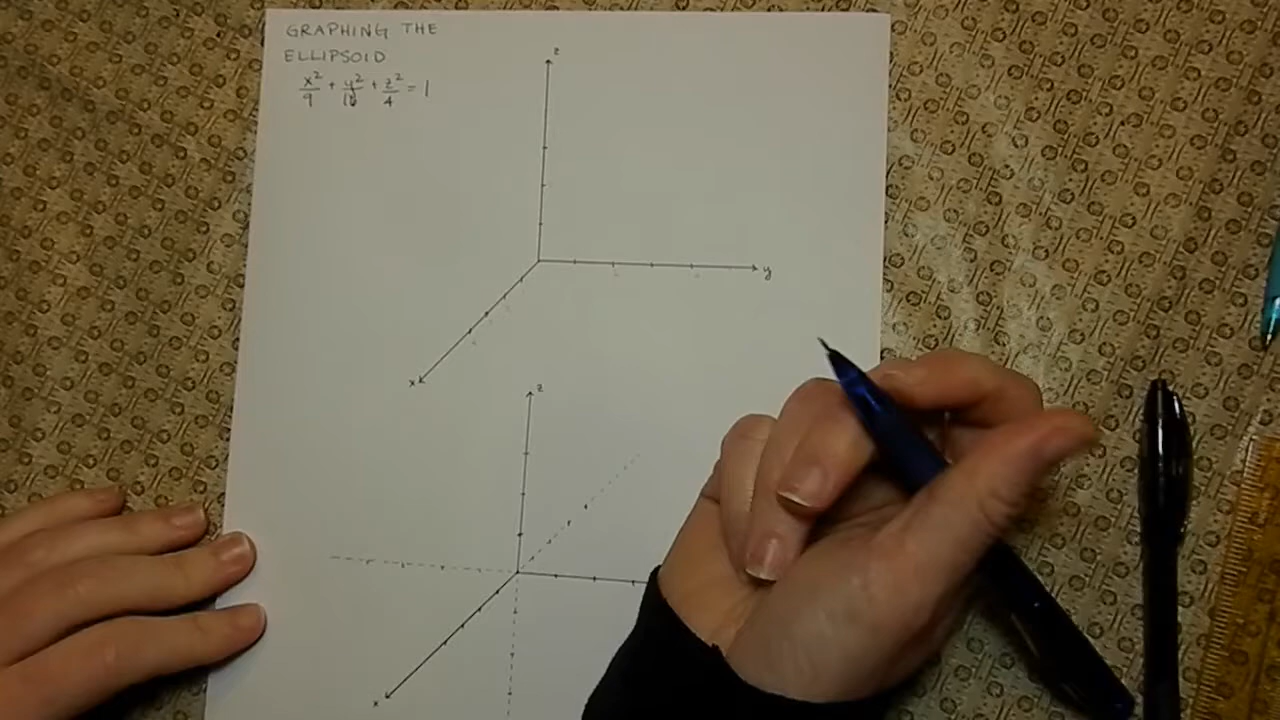 GRAPHING THE
ELLIPSOID
x²/9 + y²/16 + z²/4 = 1
z
y
x
z
x